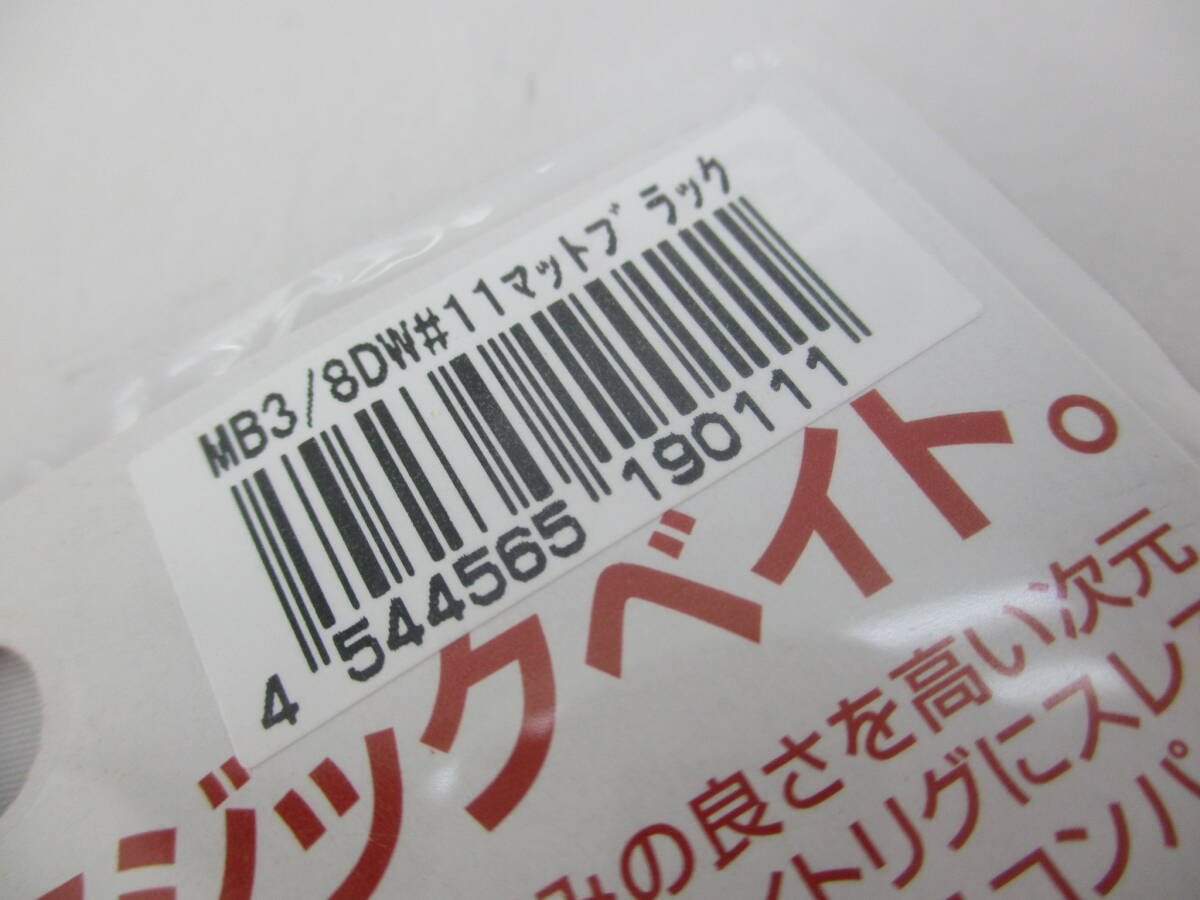 MB3/8DW#11マットブラック
4 544565 190111
ジックベイト。
みの良さを高い次元
イトリグにスレ
コンパ